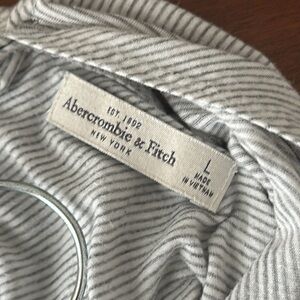 EST. 1892
Abercrombie & Fitch
NEW YORK
L
MADE
IN VIETNAM